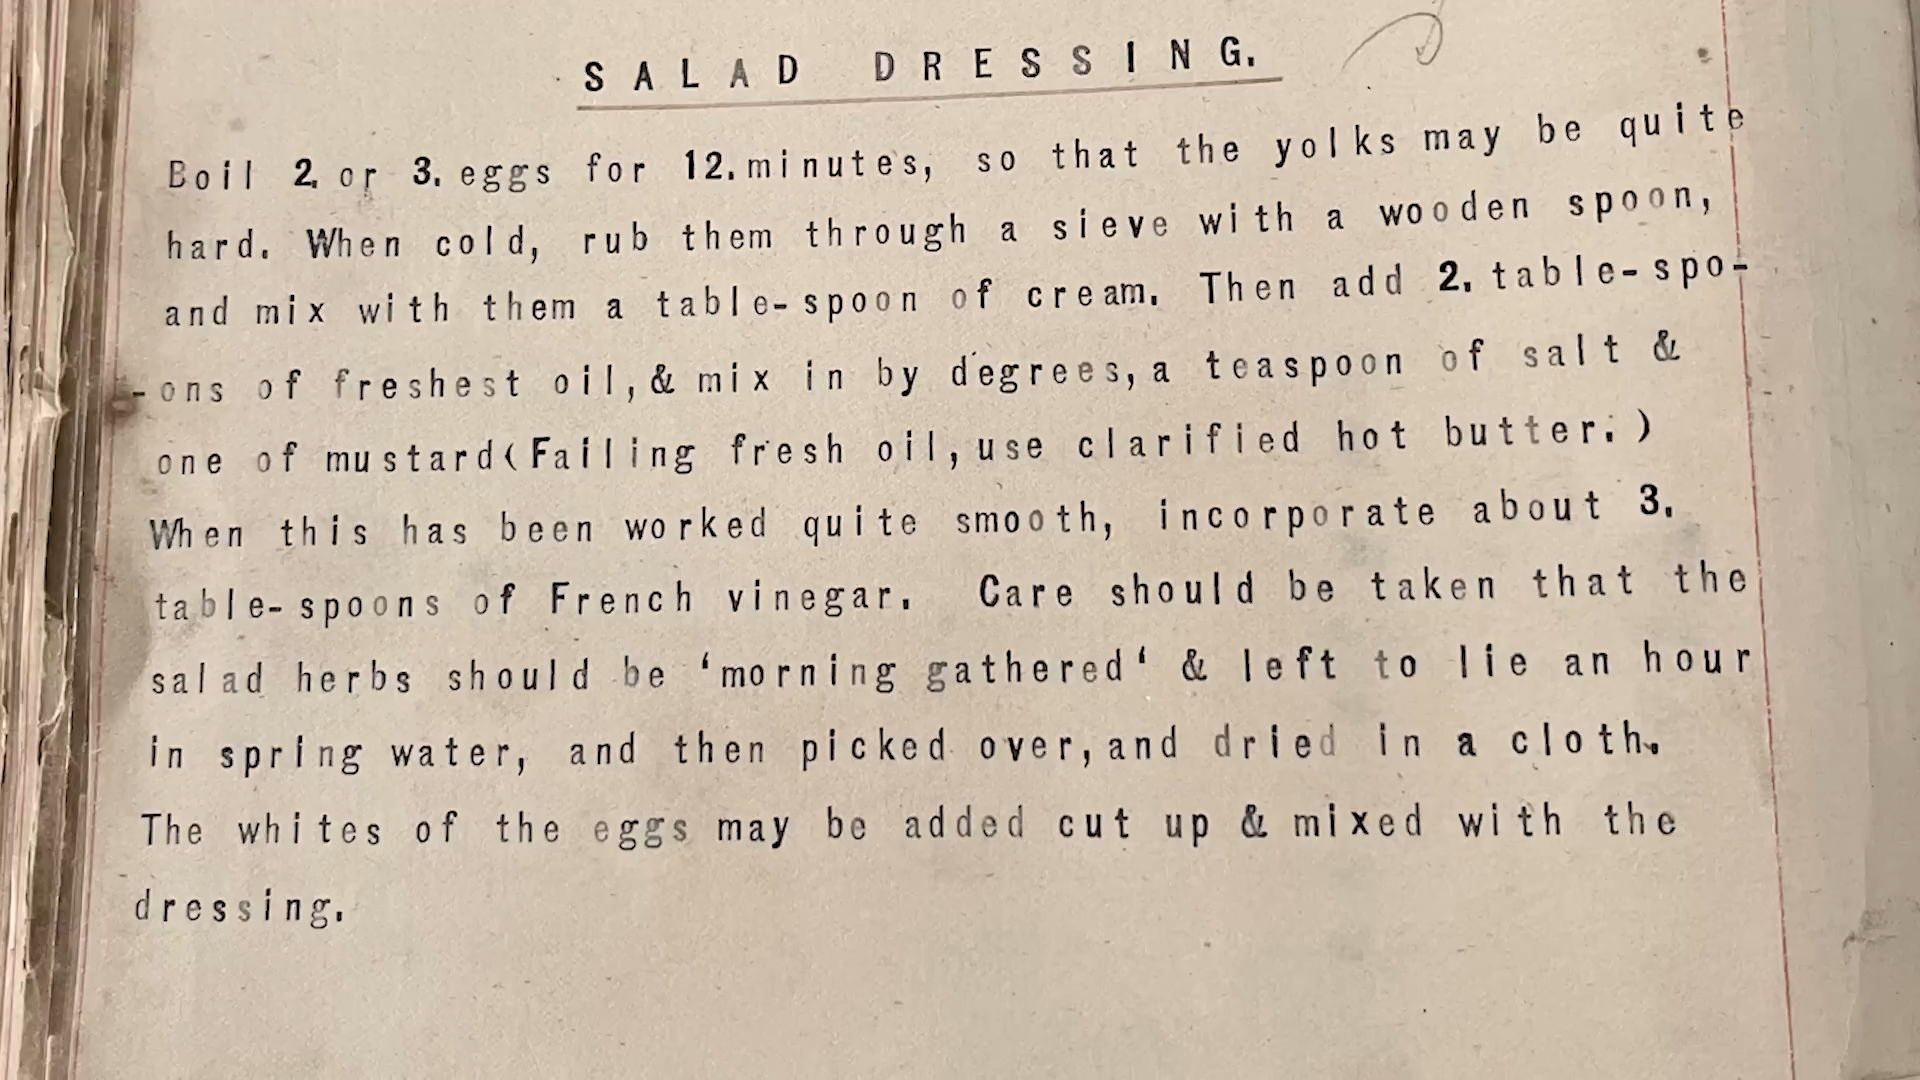 SALAD DRESSING.
Boil 2. or 3. eggs for 12. minutes, so that the yolks may be quite
hard. When cold, rub them through a sieve with a wooden spoon,
and mix with them a table-spoon of cream. Then add 2. table-spo-
-ons of freshest oil, & mix in by degrees, a teaspoon of salt &
one of mustard (Failing fresh oil, use clarified hot butter.)
When this has been worked quite smooth, incorporate about 3.
table-spoons of French vinegar. Care should be taken that the
salad herbs should be ‘morning gathered‘ & left to lie an hour
in spring water, and then picked over, and dried in a cloth.
The whites of the eggs may be added cut up & mixed with the
dressing.